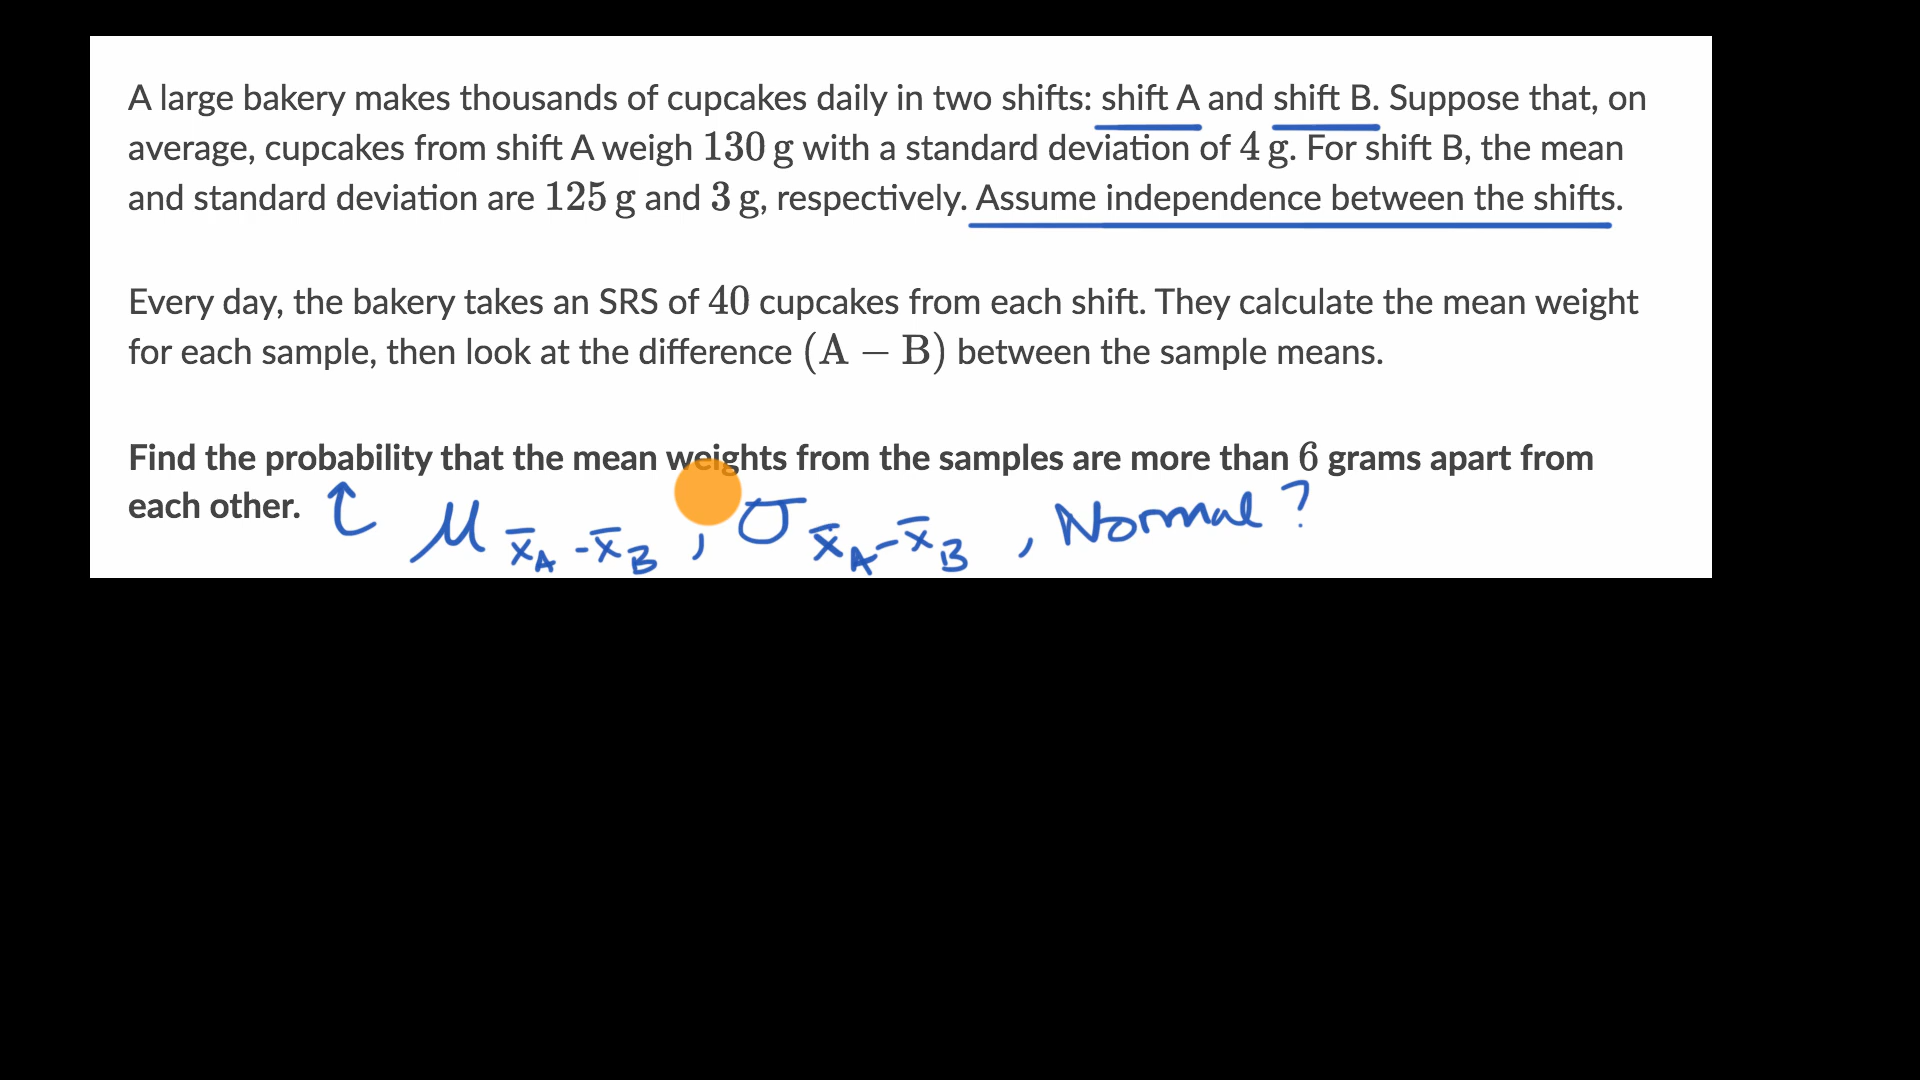 A large bakery makes thousands of cupcakes daily in two shifts: shift A and shift B. Suppose that, on
average, cupcakes from shift A weigh 130 g with a standard deviation of 4 g. For shift B, the mean
and standard deviation are 125 g and 3 g, respectively. Assume independence between the shifts.
Every day, the bakery takes an SRS of 40 cupcakes from each shift. They calculate the mean weight
for each sample, then look at the difference (A − B) between the sample means.
Find the probability that the mean weights from the samples are more than 6 grams apart from
each other.
μ x̄_A - x̄_B , σ x̄_A - x̄_B , Normal ?